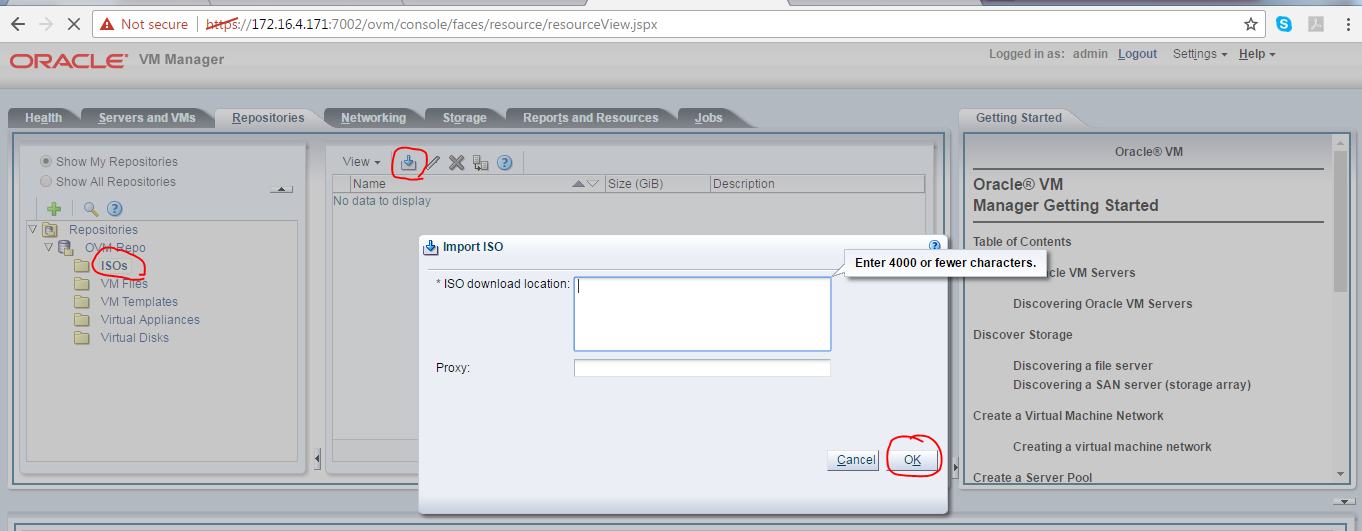 Not secure | https://172.16.4.171:7002/ovm/console/faces/resource/resourceView.jspx
ORACLE® VM Manager
Logged in as: admin Logout Settings Help
Health Servers and VMs Repositories Networking Storage Reports and Resources Jobs
Getting Started
Show My Repositories
Show All Repositories
Repositories
OVM Repo
ISOs
VM Files
VM Templates
Virtual Appliances
Virtual Disks
View
Name Size (GiB) Description
No data to display
Import ISO
Enter 4000 or fewer characters.
* ISO download location:
Proxy:
Cancel OK
Oracle® VM
Oracle® VM
Manager Getting Started
Table of Contents
cle VM Servers
Discovering Oracle VM Servers
Discover Storage
Discovering a file server
Discovering a SAN server (storage array)
Create a Virtual Machine Network
Creating a virtual machine network
Create a Server Pool